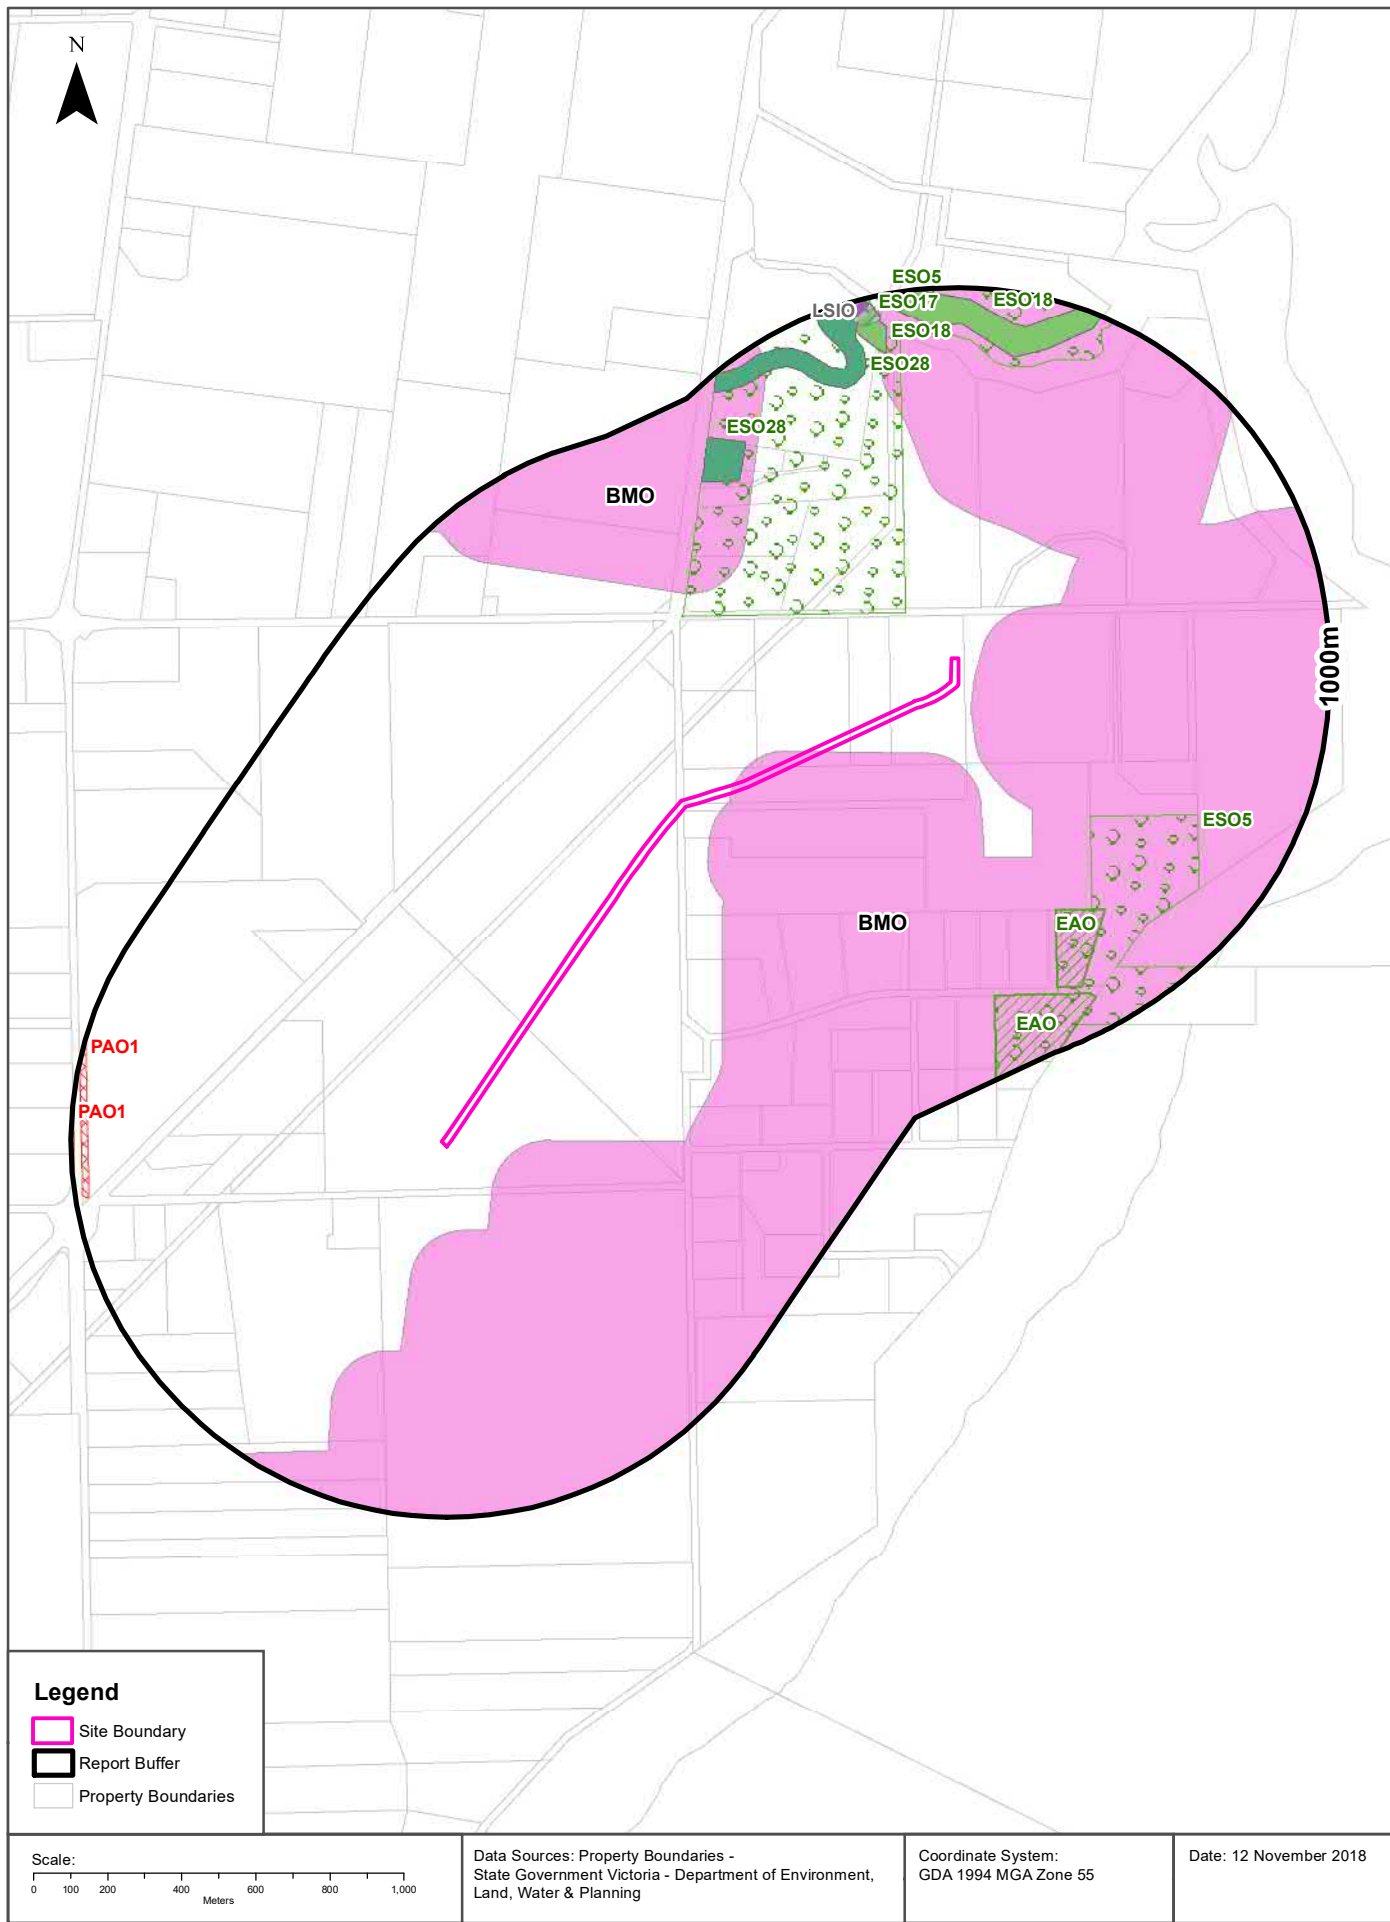 N
ESO5
ESO17
ESO18
LSIO
ESO18
ESO28
ESO28
BMO
1000m
ESO5
BMO
EAO
EAO
PAO1
PAO1
Legend
Site Boundary
Report Buffer
Property Boundaries
Scale:
0 100 200 400 600 800 1,000
Meters
Data Sources: Property Boundaries -
State Government Victoria - Department of Environment,
Land, Water & Planning
Coordinate System:
GDA 1994 MGA Zone 55
Date: 12 November 2018